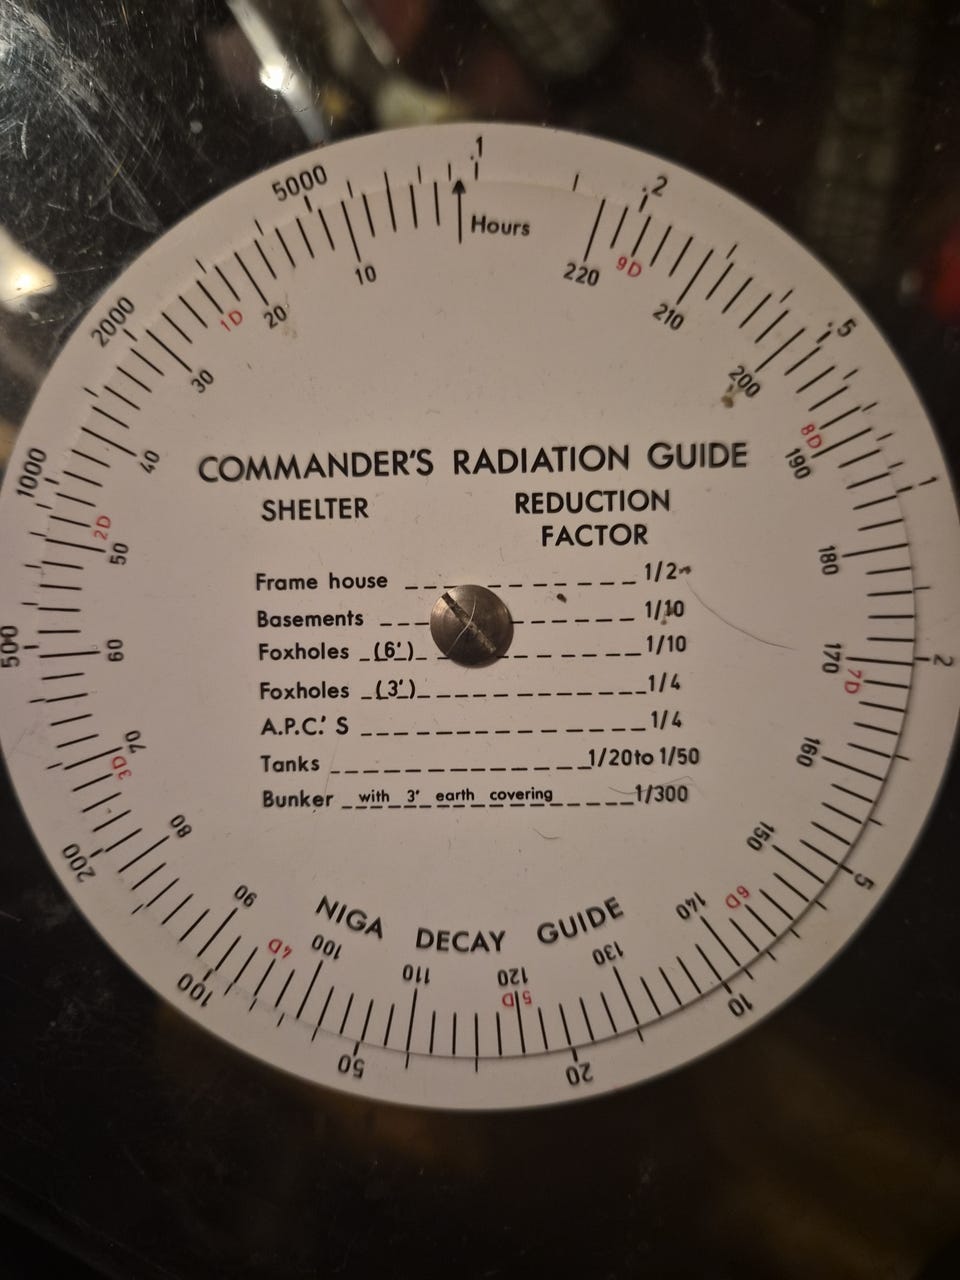 .1
.2
.5
1
2
5
10
20
50
100
200
500
1000
2000
5000
Hours
10
20
1D
30
40
2D
50
60
70
3D
80
90
4D
100
110
120
5D
130
140
6D
150
160
170
7D
180
190
8D
200
210
9D
220
COMMANDER'S RADIATION GUIDE
SHELTER REDUCTION
FACTOR
Frame house _ _ _ _ _ _ _ _ _ _ 1/2
Basements _ _ _ _ _ _ _ _ _ 1/10
Foxholes _(6')_ _ _ _ _ _ _ _ _ 1/10
Foxholes _(3')_ _ _ _ _ _ _ _ _ _ 1/4
A.P.C.'S _ _ _ _ _ _ _ _ _ _ _ _ _ 1/4
Tanks _ _ _ _ _ _ _ _ _ _ _ _ 1/20 to 1/50
Bunker _ with 3' earth covering _ _ _ _ 1/300
NIGA DECAY GUIDE